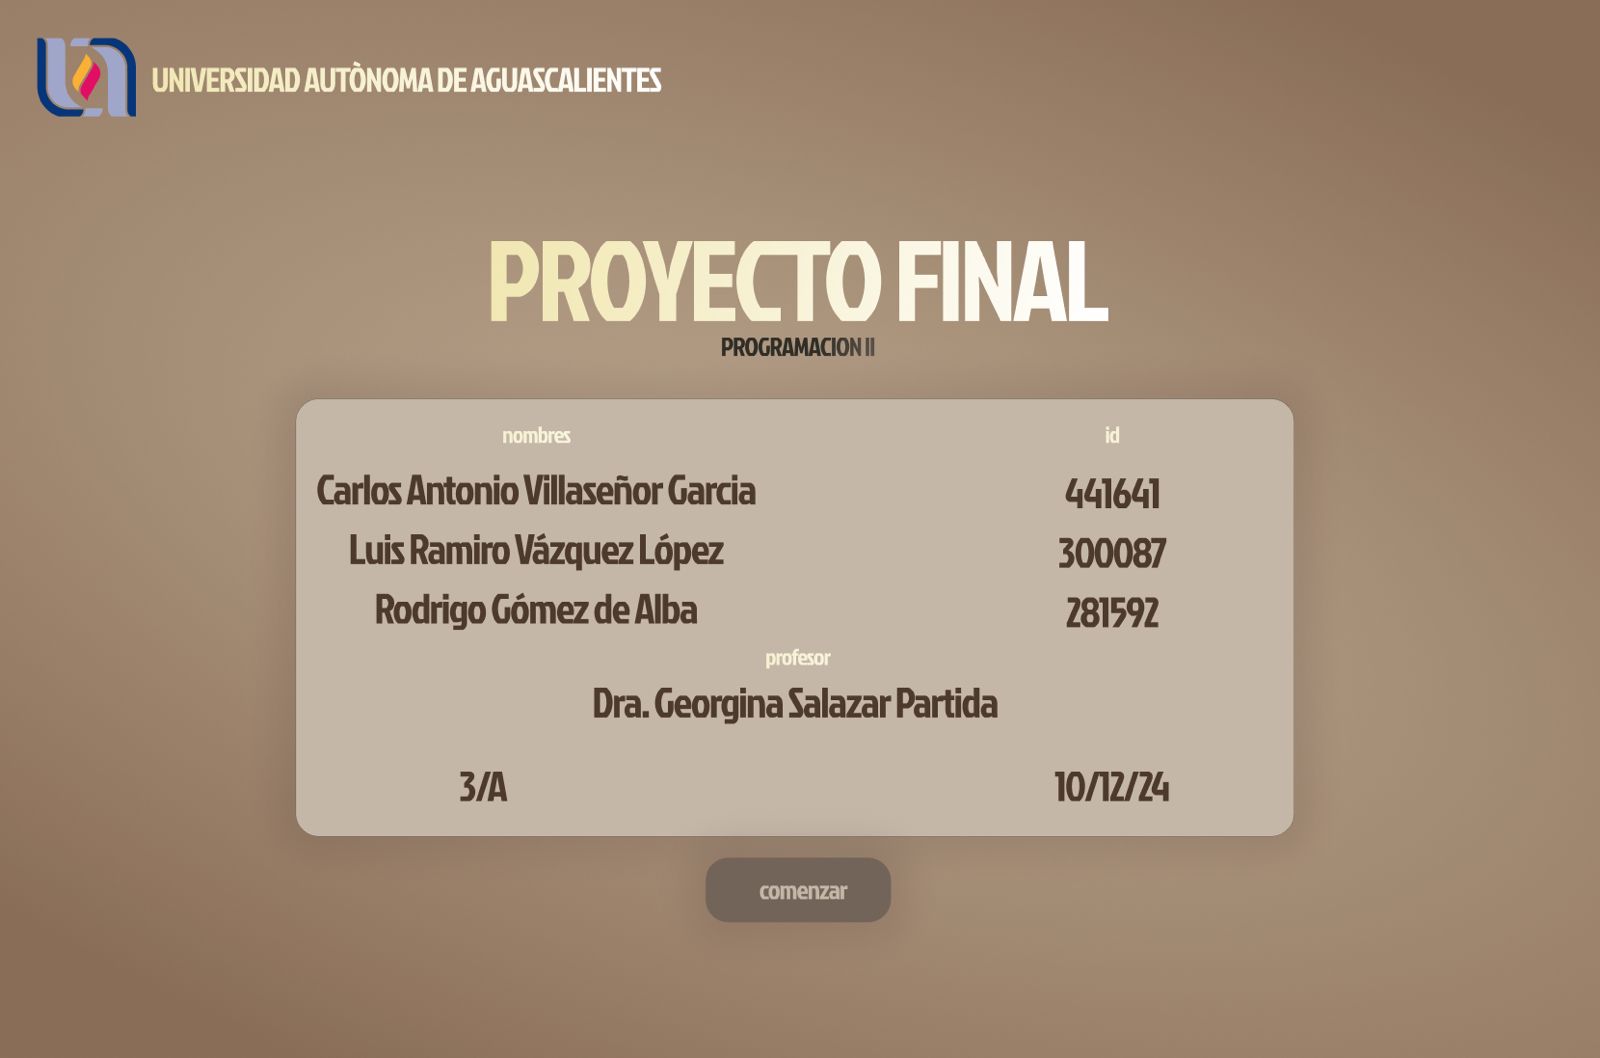 UNIVERSIDAD AUTÒNOMA DE AGUASCALIENTES
PROYECTO FINAL
PROGRAMACION II
nombres id
Carlos Antonio Villaseñor Garcia 441641
Luis Ramiro Vázquez López 300087
Rodrigo Gómez de Alba 281592
profesor
Dra. Georgina Salazar Partida
3/A 10/12/24
comenzar